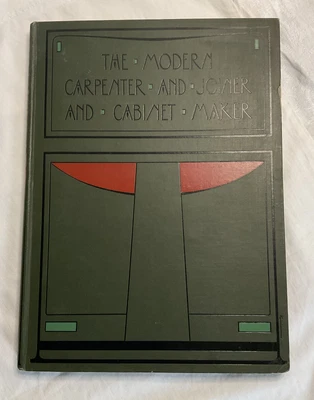 THE · MODERN
CARPENTER · AND · JOINER
AND · CABINET · MAKER